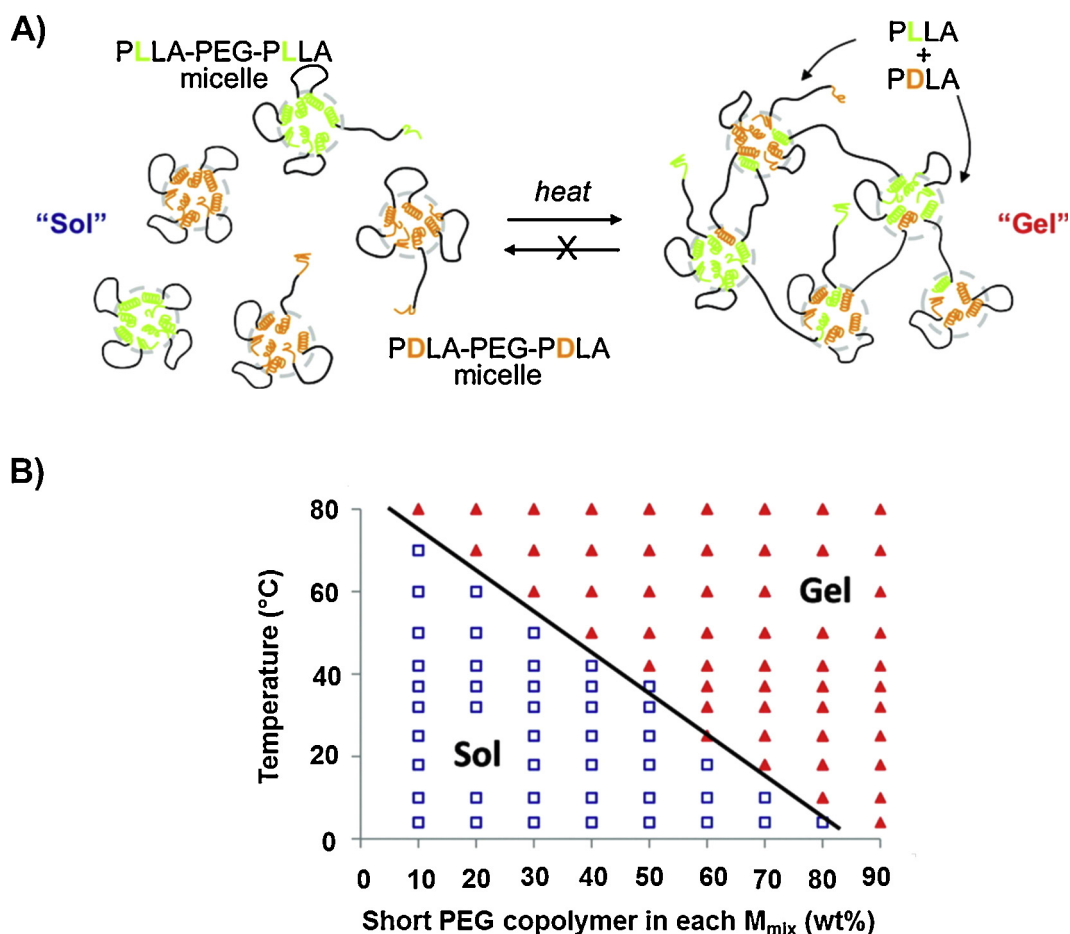 A)
PLLA-PEG-PLLA
micelle
"Sol"
heat
X
PDLA-PEG-PDLA
micelle
PLLA
+
PDLA
"Gel"
B)
Temperature (°C)
80
60
40
20
0
Sol
Gel
0 10 20 30 40 50 60 70 80 90
Short PEG copolymer in each Mmix (wt%)